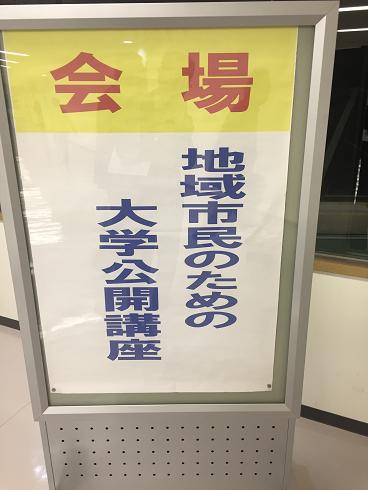 会場
地域市民のための
大学公開講座